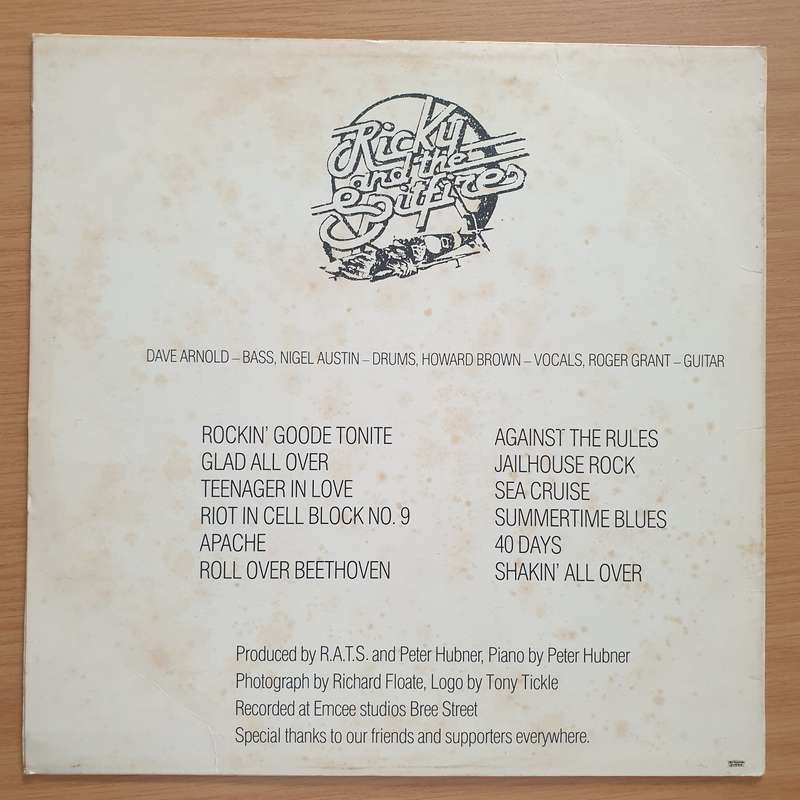 Ricky
and the
Spitfires
DAVE ARNOLD – BASS, NIGEL AUSTIN – DRUMS, HOWARD BROWN – VOCALS, ROGER GRANT – GUITAR
ROCKIN' GOODE TONITE
GLAD ALL OVER
TEENAGER IN LOVE
RIOT IN CELL BLOCK NO. 9
APACHE
ROLL OVER BEETHOVEN
AGAINST THE RULES
JAILHOUSE ROCK
SEA CRUISE
SUMMERTIME BLUES
40 DAYS
SHAKIN' ALL OVER
Produced by R.A.T.S. and Peter Hubner, Piano by Peter Hubner
Photograph by Richard Floate, Logo by Tony Tickle
Recorded at Emcee studios Bree Street
Special thanks to our friends and supporters everywhere.